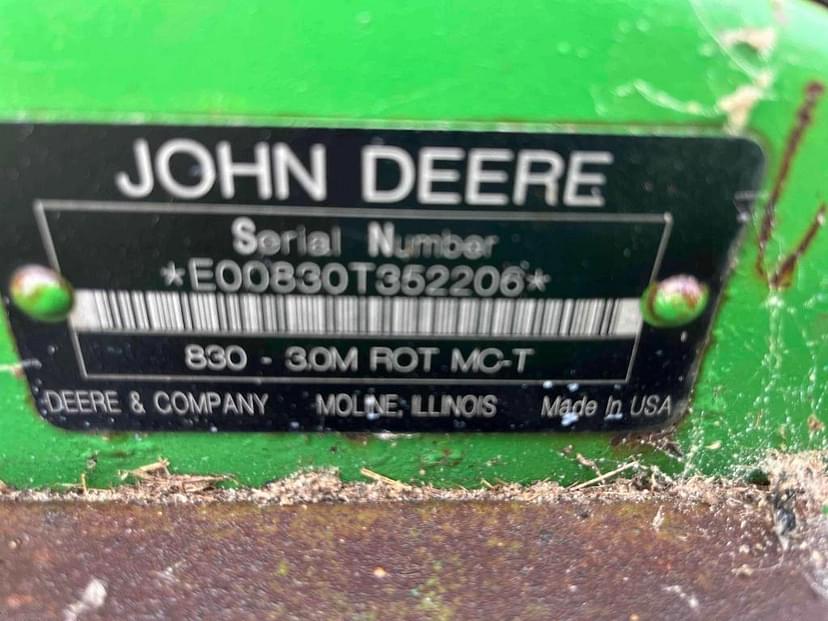 JOHN DEERE
Serial Number
*E00830T352206*
830 - 3.0M ROT MC-T
DEERE & COMPANY MOLINE, ILLINOIS Made In USA